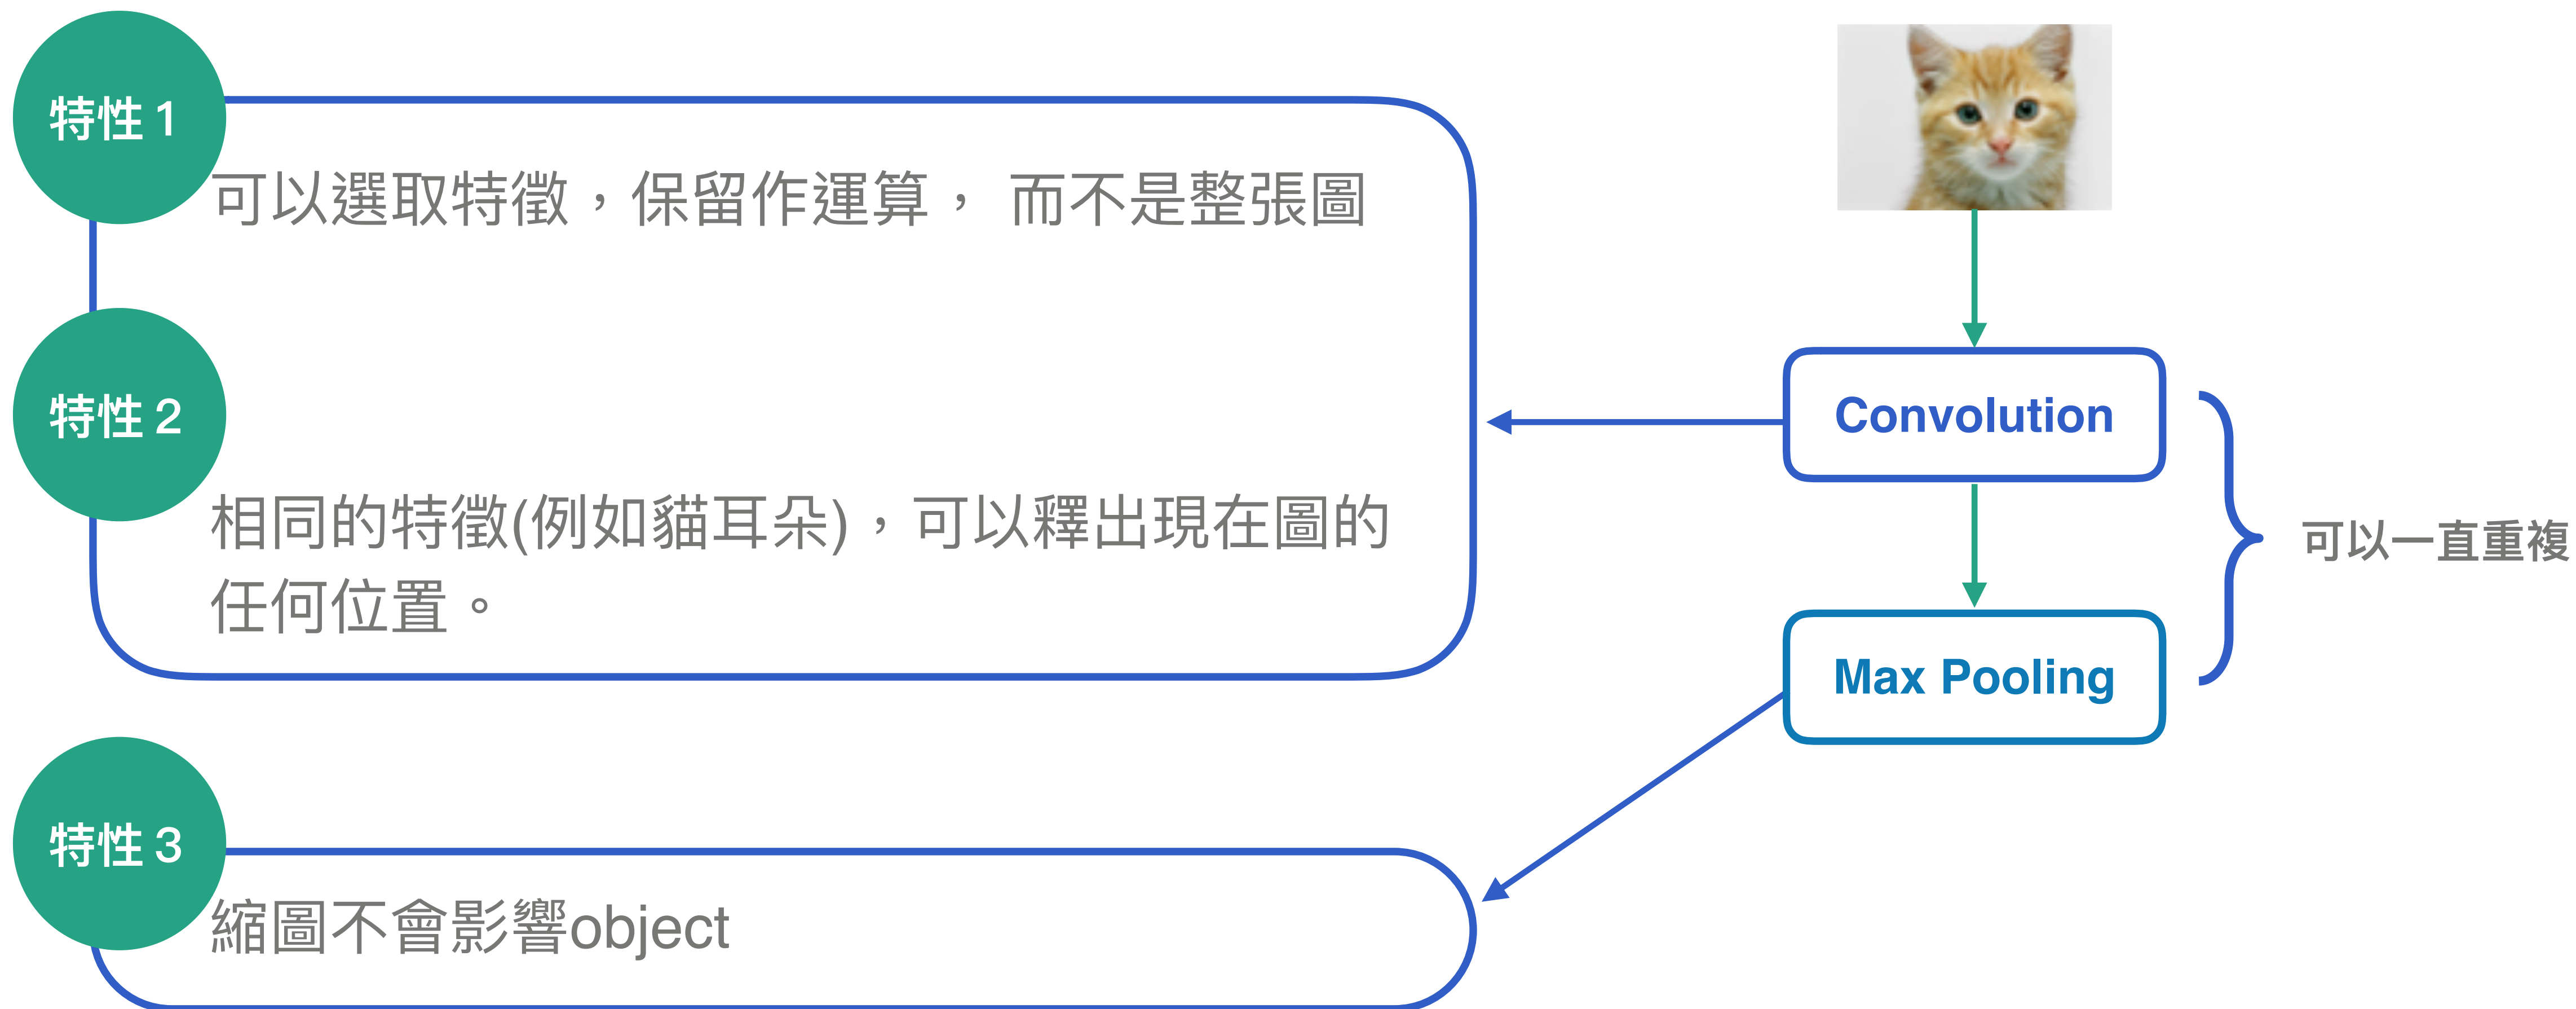 特性 1
可以選取特徵，保留作運算， 而不是整張圖
特性 2
相同的特徵(例如貓耳朵)，可以釋出現在圖的
任何位置。
特性 3
縮圖不會影響object
Convolution
Max Pooling
可以一直重複